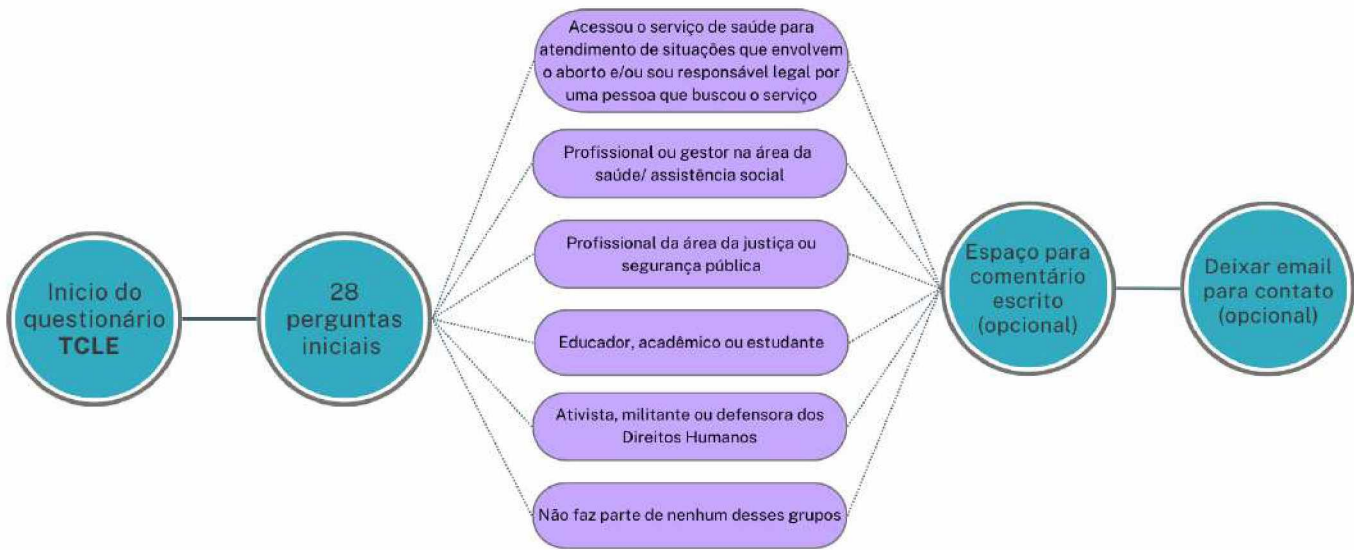 Inicio do
questionário
TCLE
28
perguntas
iniciais
Acessou o serviço de saúde para
atendimento de situações que envolvem
o aborto e/ou sou responsável legal por
uma pessoa que buscou o serviço
Profissional ou gestor na área da
saúde/ assistência social
Profissional da área da justiça ou
segurança pública
Educador, acadêmico ou estudante
Ativista, militante ou defensora dos
Direitos Humanos
Não faz parte de nenhum desses grupos
Espaço para
comentário
escrito
(opcional)
Deixar email
para contato
(opcional)